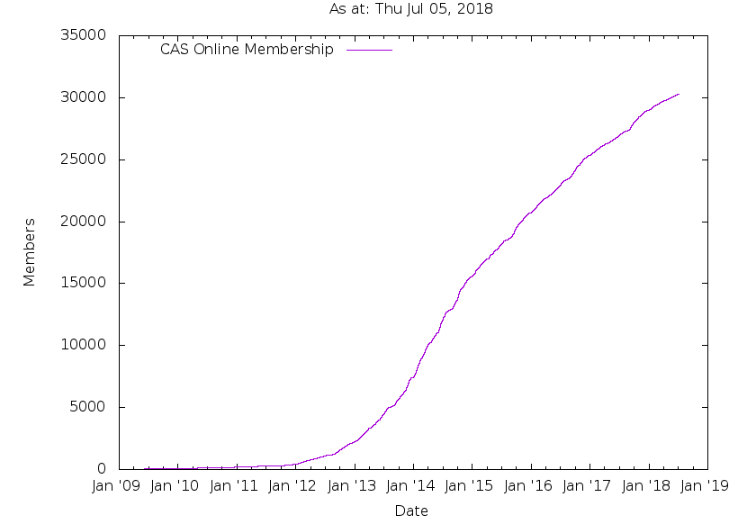 As at: Thu Jul 05, 2018
35000
CAS Online Membership
30000
25000
20000
Members
15000
10000
5000
0
Jan '09 Jan '10 Jan '11 Jan '12 Jan '13 Jan '14 Jan '15 Jan '16 Jan '17 Jan '18 Jan '19
Date